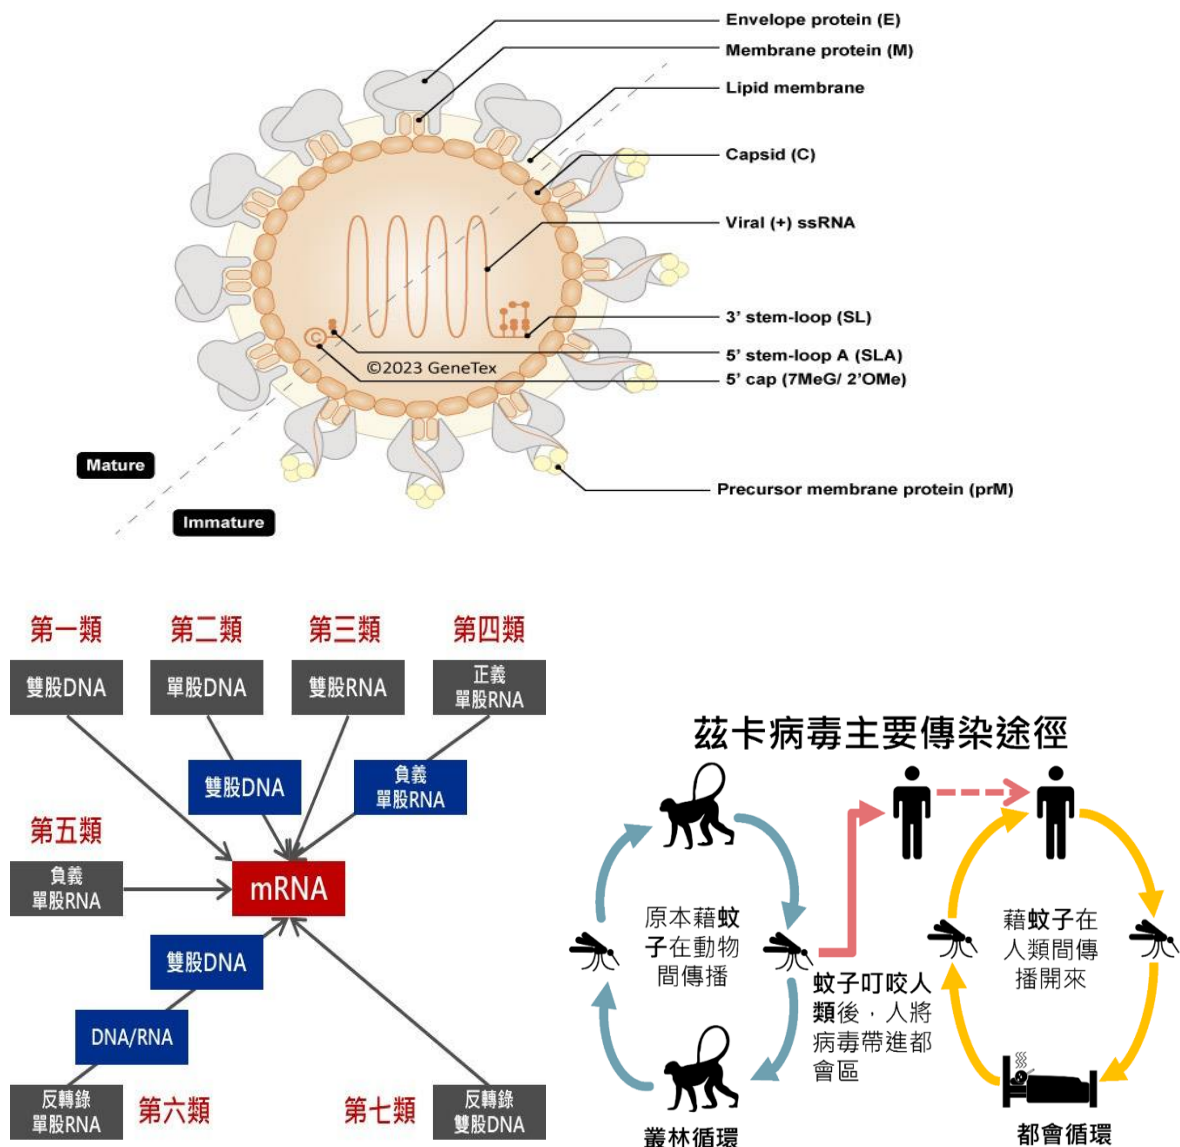 Envelope protein (E)
Membrane protein (M)
Lipid membrane
Capsid (C)
Viral (+) ssRNA
3' stem-loop (SL)
5' stem-loop A (SLA)
5' cap (7MeG/ 2'OMe)
C
©2023 GeneTex
Mature
Immature
Precursor membrane protein (prM)
第一類
第二類
第三類
第四類
雙股DNA
單股DNA
雙股RNA
正義
單股RNA
雙股DNA
負義
單股RNA
第五類
負義
單股RNA
mRNA
雙股DNA
DNA/RNA
反轉錄
單股RNA
第六類
第七類
反轉錄
雙股DNA
茲卡病毒主要傳染途徑
原本藉蚊
子在動物
間傳播
蚊子叮咬人
類後，人將
病毒帶進都
會區
藉蚊子在
人類間傳
播開來
叢林循環
都會循環